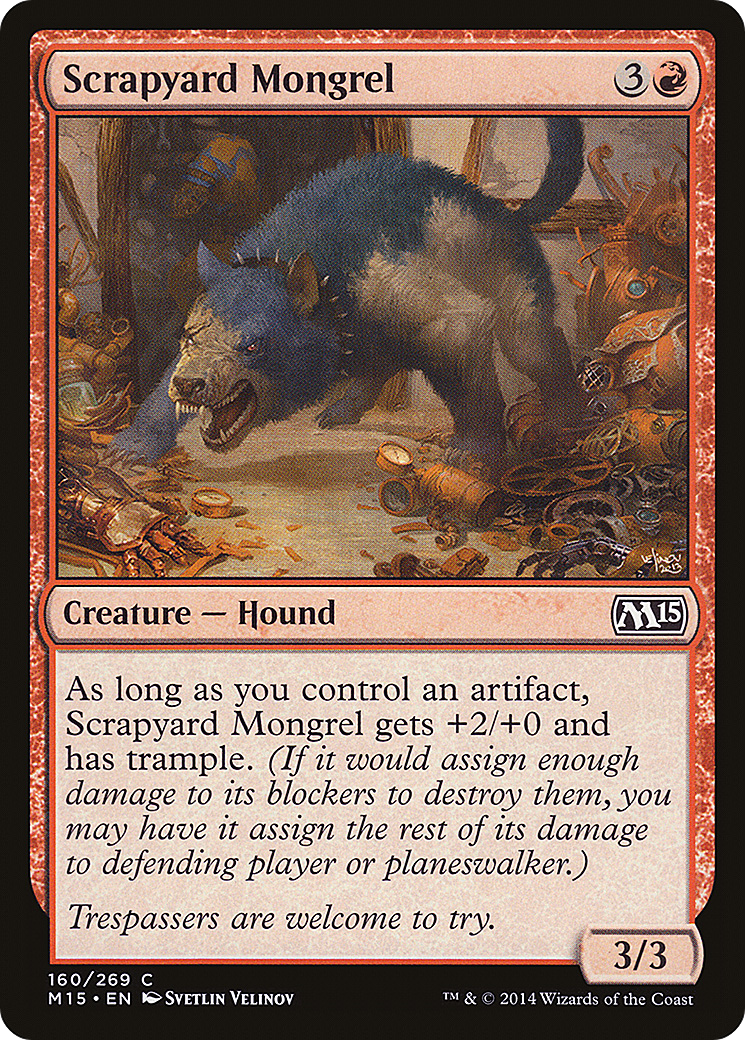 Scrapyard Mongrel 3
2013
Creature — Hound M15
As long as you control an artifact,
Scrapyard Mongrel gets +2/+0 and
has trample. (If it would assign enough
damage to its blockers to destroy them, you
may have it assign the rest of its damage
to defending player or planeswalker.)
Trespassers are welcome to try.
3/3
160/269 C
M15 • EN Svetlin Velinov ™ & © 2014 Wizards of the Coast